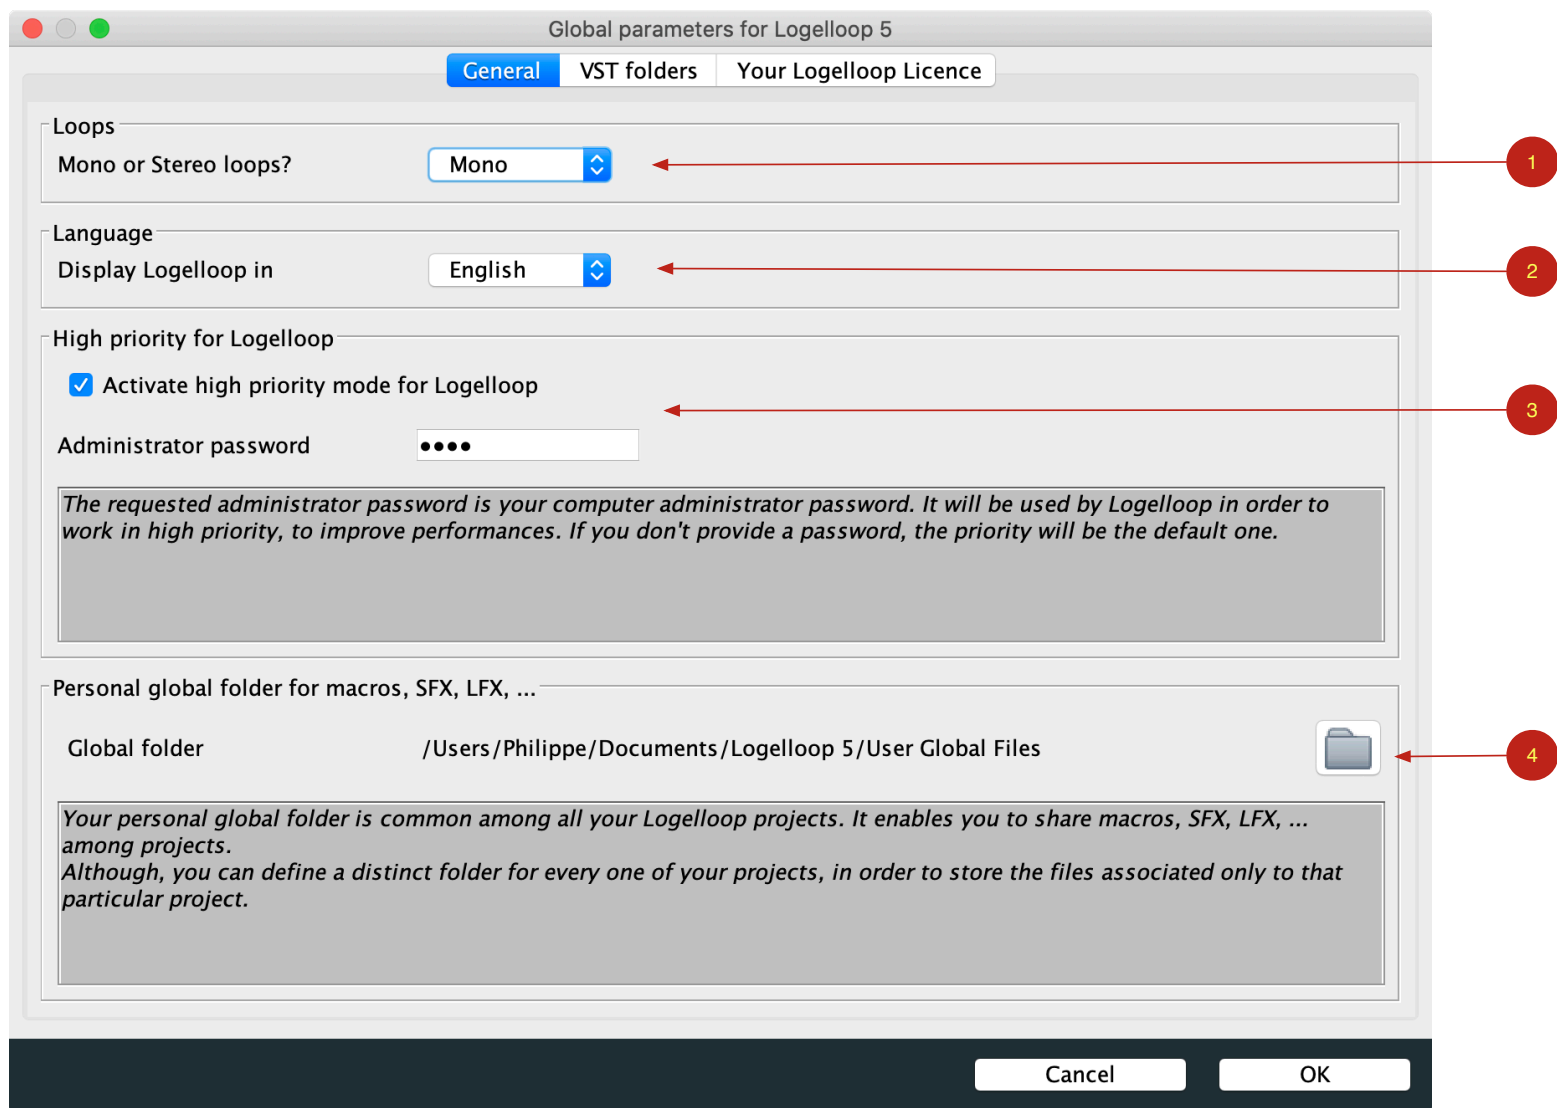 Global parameters for Logelloop 5
General VST folders Your Logelloop Licence
Loops
Mono or Stereo loops? Mono
1
Language
Display Logelloop in English
2
High priority for Logelloop
Activate high priority mode for Logelloop
3
Administrator password ••••
The requested administrator password is your computer administrator password. It will be used by Logelloop in order to
work in high priority, to improve performances. If you don't provide a password, the priority will be the default one.
Personal global folder for macros, SFX, LFX, ...
Global folder /Users/Philippe/Documents/Logelloop 5/User Global Files
4
Your personal global folder is common among all your Logelloop projects. It enables you to share macros, SFX, LFX, ...
among projects.
Although, you can define a distinct folder for every one of your projects, in order to store the files associated only to that
particular project.
Cancel OK